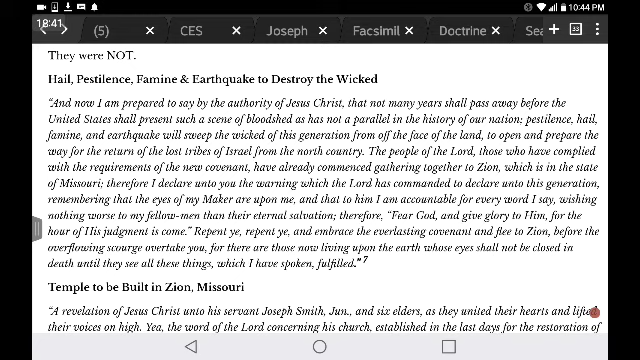 10:44 PM
18:41
(5)
CES
Joseph
Facsimil
Doctrine
Sea
33
They were NOT.
Hail, Pestilence, Famine & Earthquake to Destroy the Wicked
“And now I am prepared to say by the authority of Jesus Christ, that not many years shall pass away before the
United States shall present such a scene of bloodshed as has not a parallel in the history of our nation: pestilence, hail,
famine, and earthquake will sweep the wicked of this generation from off the face of the land, to open and prepare the
way for the return of the lost tribes of Israel from the north country. The people of the Lord, those who have complied
with the requirements of the new covenant, have already commenced gathering together to Zion, which is in the state
of Missouri; therefore I declare unto you the warning which the Lord has commanded to declare unto this generation,
remembering that the eyes of my Maker are upon me, and that to him I am accountable for every word I say, wishing
nothing worse to my fellow-men than their eternal salvation; therefore, “Fear God, and give glory to Him, for the
hour of His judgment is come.” Repent ye, repent ye, and embrace the everlasting covenant and flee to Zion, before the
overflowing scourge overtake you, for there are those now living upon the earth whose eyes shall not be closed in
death until they see all these things, which I have spoken, fulfilled.” 7
Temple to be Built in Zion, Missouri
“A revelation of Jesus Christ unto his servant Joseph Smith, Jun., and six elders, as they united their hearts and lifted
their voices on high. Yea, the word of the Lord concerning his church, established in the last days for the restoration of